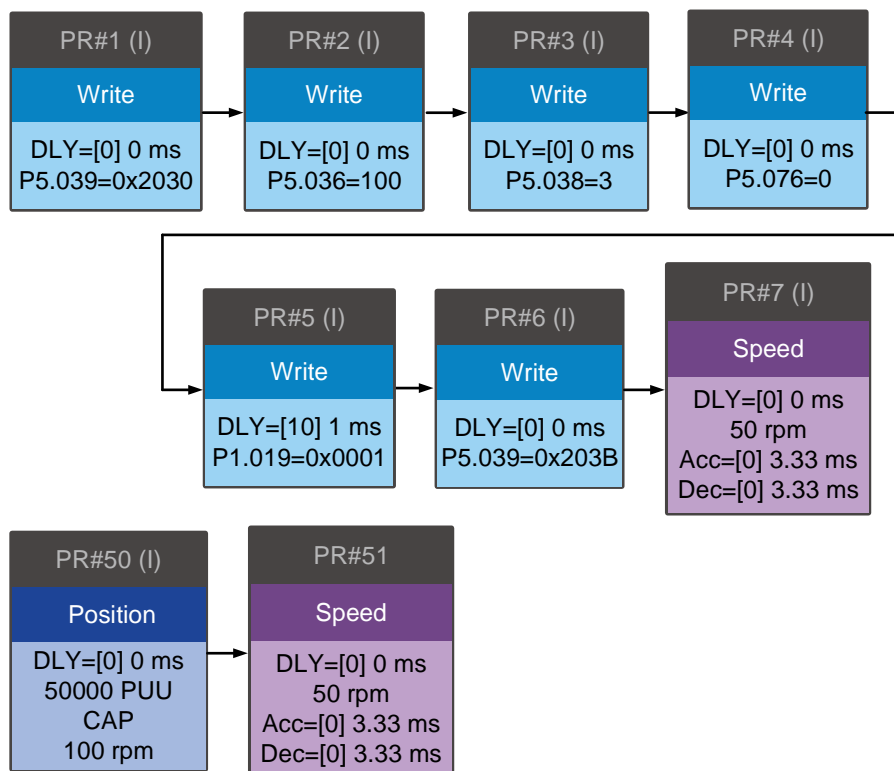 PR#1 (I)
Write
DLY=[0] 0 ms
P5.039=0x2030
PR#2 (I)
Write
DLY=[0] 0 ms
P5.036=100
PR#3 (I)
Write
DLY=[0] 0 ms
P5.038=3
PR#4 (I)
Write
DLY=[0] 0 ms
P5.076=0
PR#5 (I)
Write
DLY=[10] 1 ms
P1.019=0x0001
PR#6 (I)
Write
DLY=[0] 0 ms
P5.039=0x203B
PR#7 (I)
Speed
DLY=[0] 0 ms
50 rpm
Acc=[0] 3.33 ms
Dec=[0] 3.33 ms
PR#50 (I)
Position
DLY=[0] 0 ms
50000 PUU
CAP
100 rpm
PR#51
Speed
DLY=[0] 0 ms
50 rpm
Acc=[0] 3.33 ms
Dec=[0] 3.33 ms